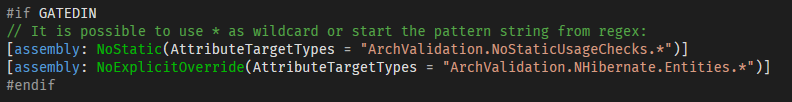 #if GATEDIN
// It is possible to use * as wildcard or start the pattern string from regex:
[assembly: NoStatic(AttributeTargetTypes = "ArchValidation.NoStaticUsageChecks.*")]
[assembly: NoExplicitOverride(AttributeTargetTypes = "ArchValidation.NHibernate.Entities.*")]
#endif